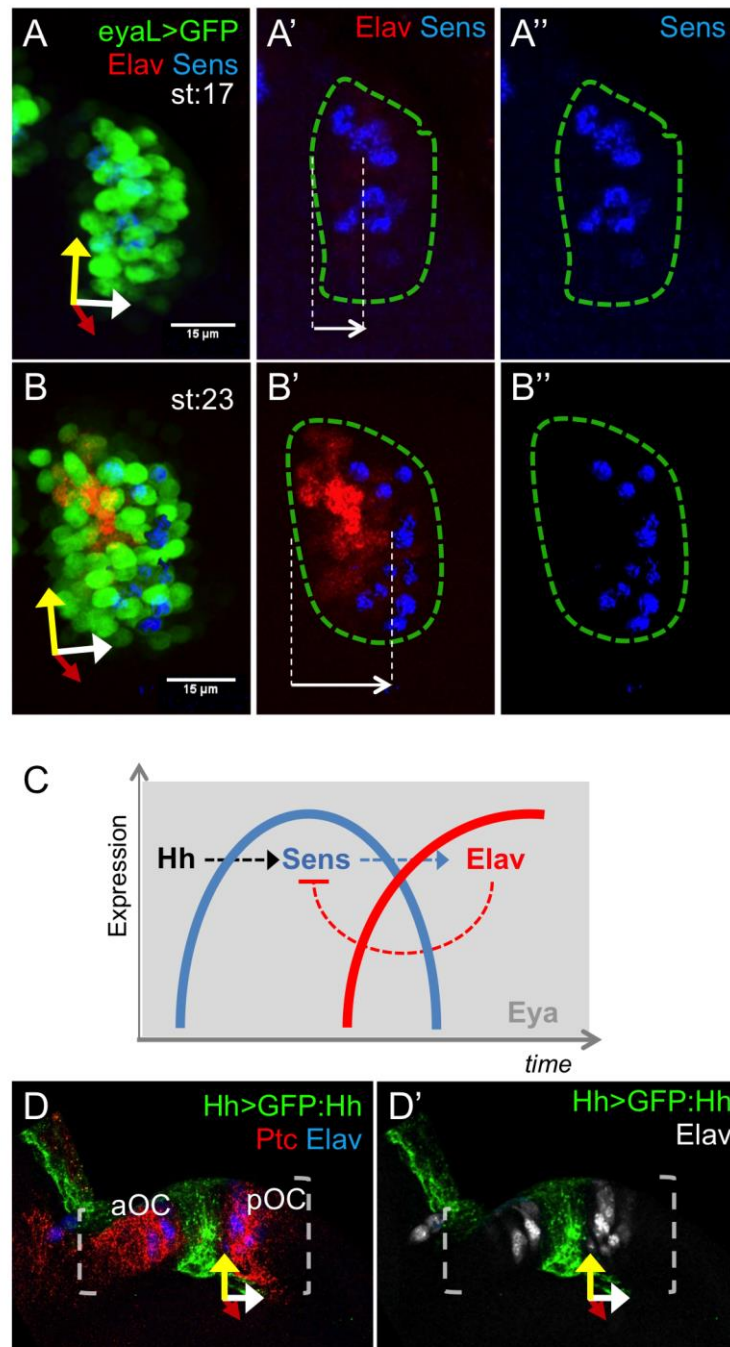 A
eyaL>GFP
Elav Sens
st:17
15 µm
A'
Elav Sens
A''
Sens
B
st:23
15 µm
B'
B''
C
Expression
Hh
Sens
Elav
Eya
time
D
Hh>GFP:Hh
Ptc Elav
aOC
pOC
D'
Hh>GFP:Hh
Elav